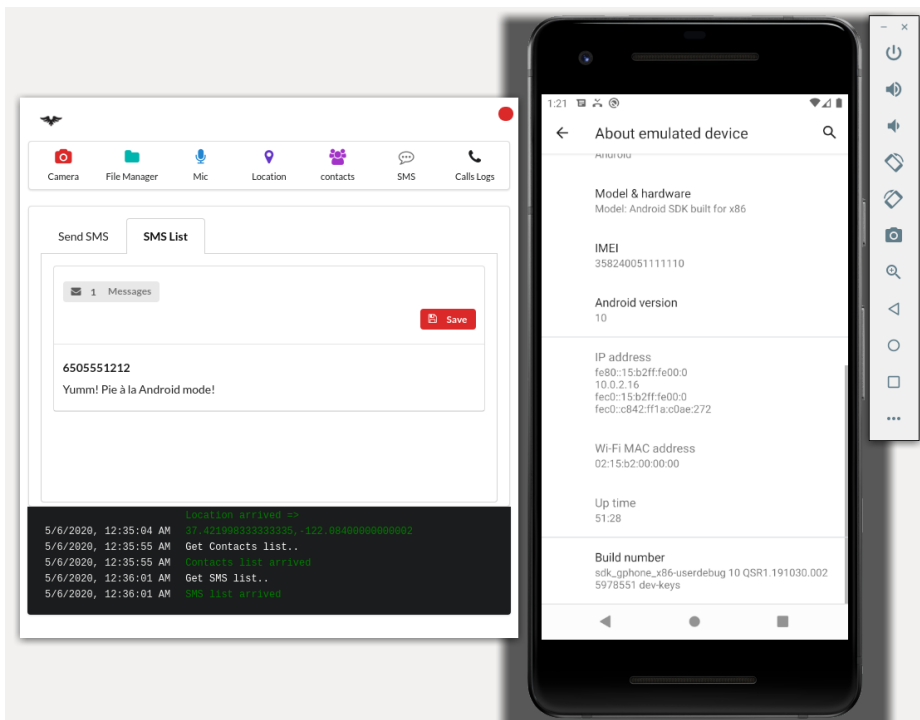 Camera
File Manager
Mic
Location
contacts
SMS
Calls Logs
Send SMS
SMS List
1 Messages
Save
6505551212
Yumm! Pie à la Android mode!
Location arrived =>
5/6/2020, 12:35:04 AM 37.421998333333335,-122.08400000000002
5/6/2020, 12:35:55 AM Get Contacts list..
5/6/2020, 12:35:55 AM Contacts list arrived
5/6/2020, 12:36:01 AM Get SMS list..
5/6/2020, 12:36:01 AM SMS list arrived
1:21
About emulated device
Android
Model & hardware
Model: Android SDK built for x86
IMEI
358240051111110
Android version
10
IP address
fe80::15:b2ff:fe00:0
10.0.2.16
fec0::15:b2ff:fe00:0
fec0::c842:ff1a:c0ae:272
Wi-Fi MAC address
02:15:b2:00:00:00
Up time
51:28
Build number
sdk_gphone_x86-userdebug 10 QSR1.191030.002
5978551 dev-keys